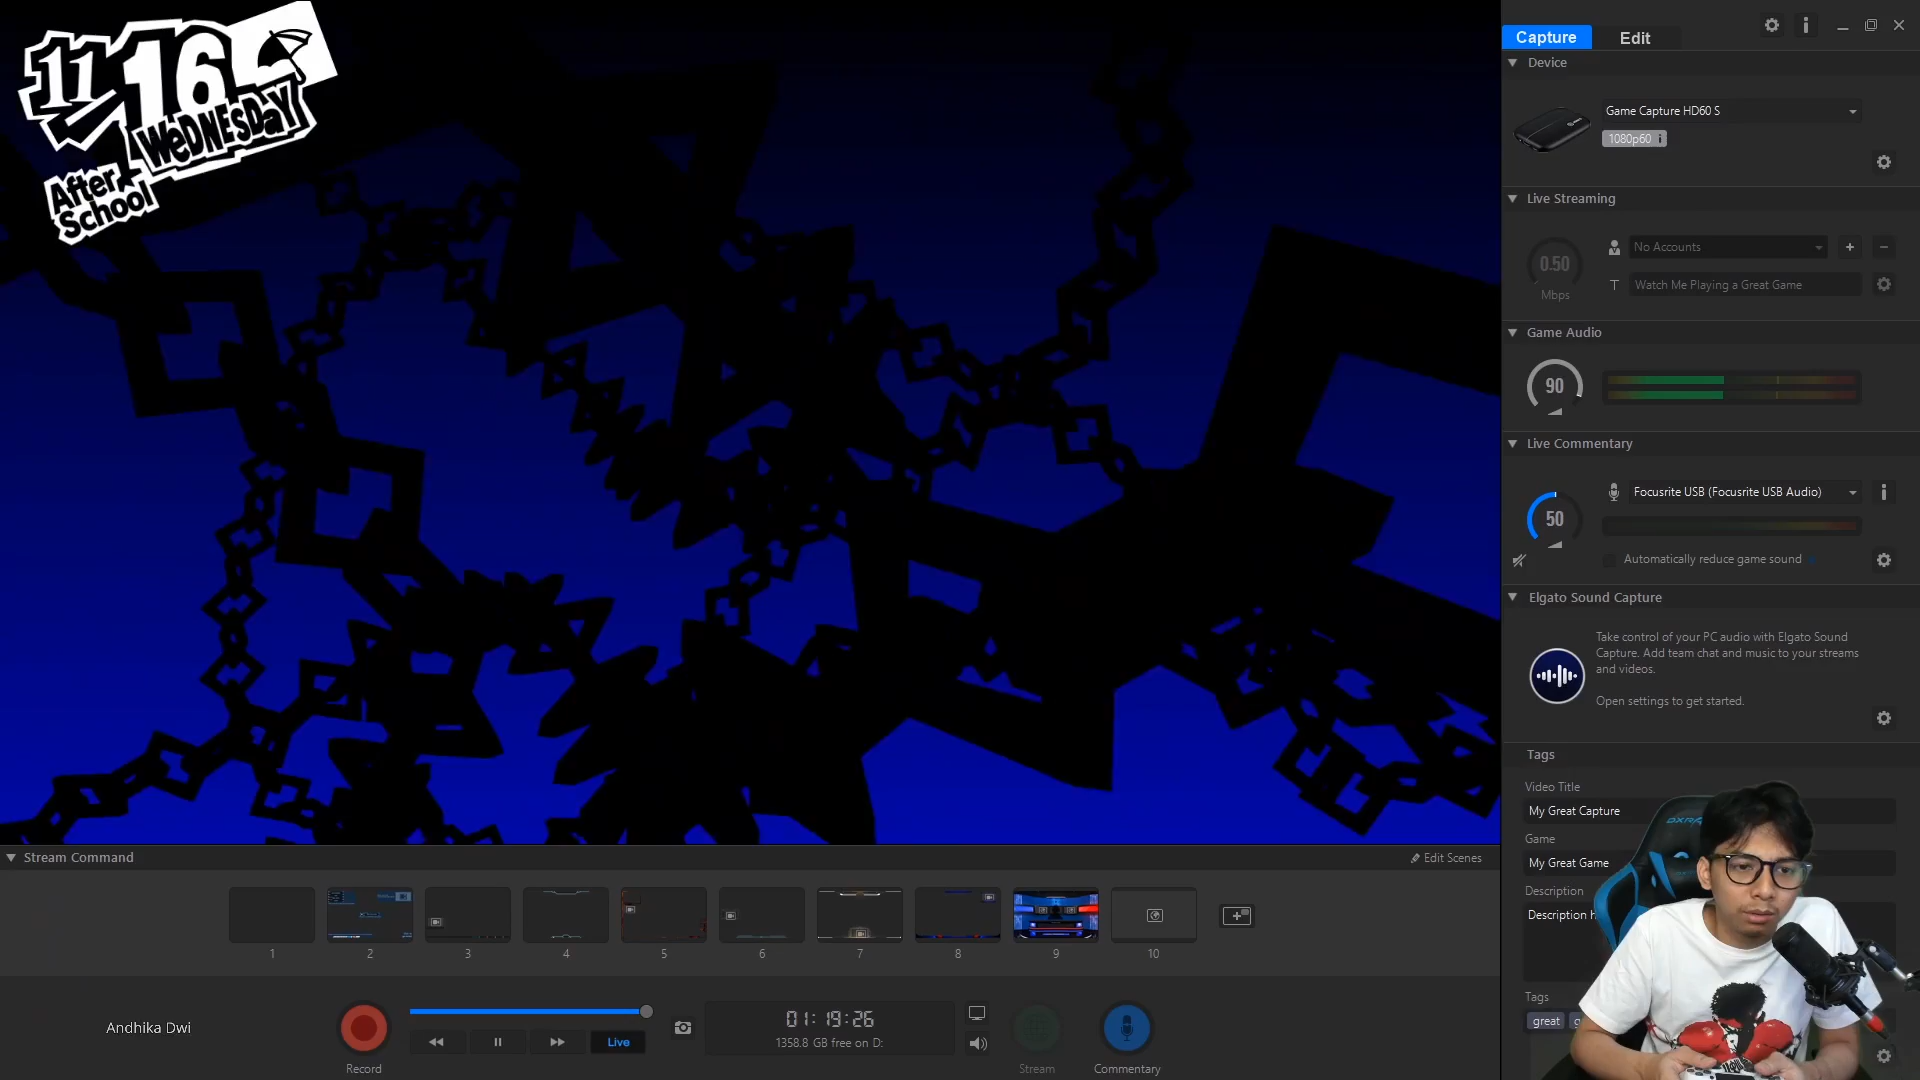 11 16
WeDNESDaY
After School
Capture
Edit
Device
Game Capture HD60 S
1080p60
Live Streaming
No Accounts
0.50
Mbps
T Watch Me Playing a Great Game
Game Audio
90
Live Commentary
Focusrite USB (Focusrite USB Audio)
50
Automatically reduce game sound
Elgato Sound Capture
Take control of your PC audio with Elgato Sound
Capture. Add team chat and music to your streams
and videos.
Open settings to get started.
Tags
Video Title
My Great Capture
Game
My Great Game
Description
Description h
Tags
great
Stream Command
Edit Scenes
1 2 3 4 5 6 7 8 9 10
Andhika Dwi
Record
Live
01:19:26
1358.8 GB free on D:
Stream
Commentary